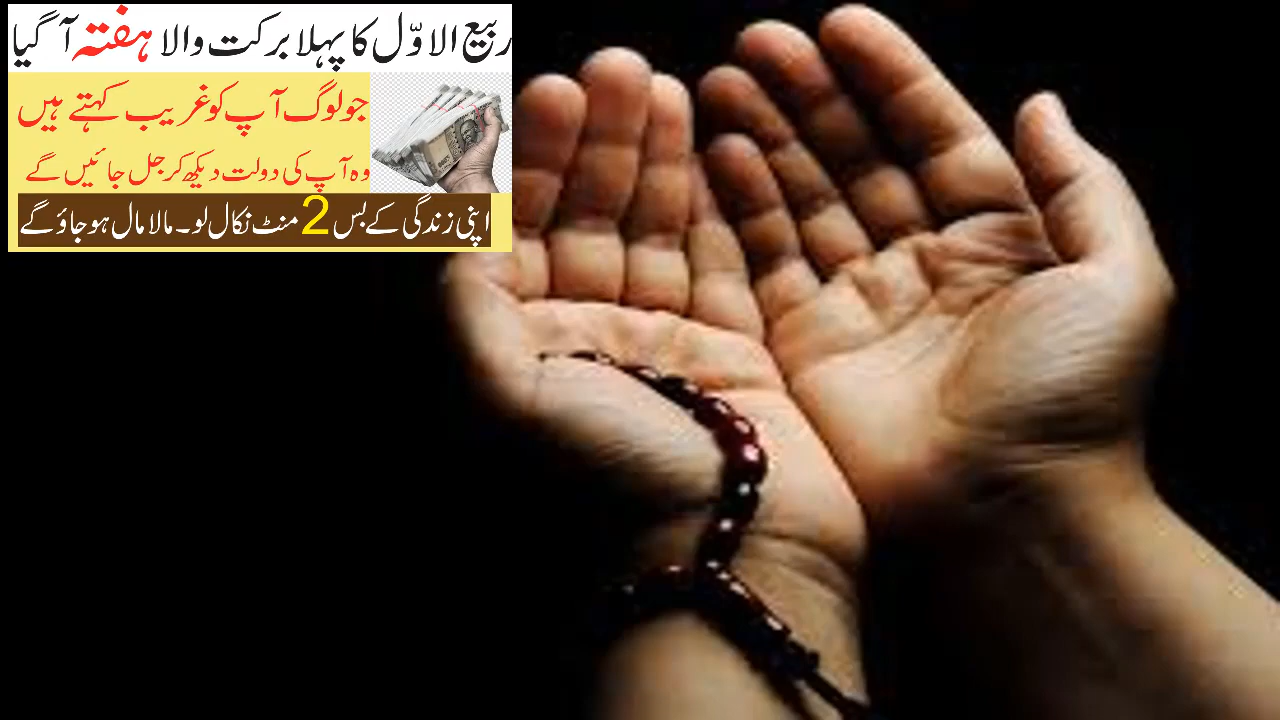 ربیع الاوّل کا پہلا برکت والا ہفتہ آگیا
جو لوگ آپ کو غریب کہتے ہیں
وہ آپ کی دولت دیکھ کر جل جائیں گے
اپنی زندگی کے بس 2 منٹ نکال لو۔ مالا مال ہو جاؤ گے